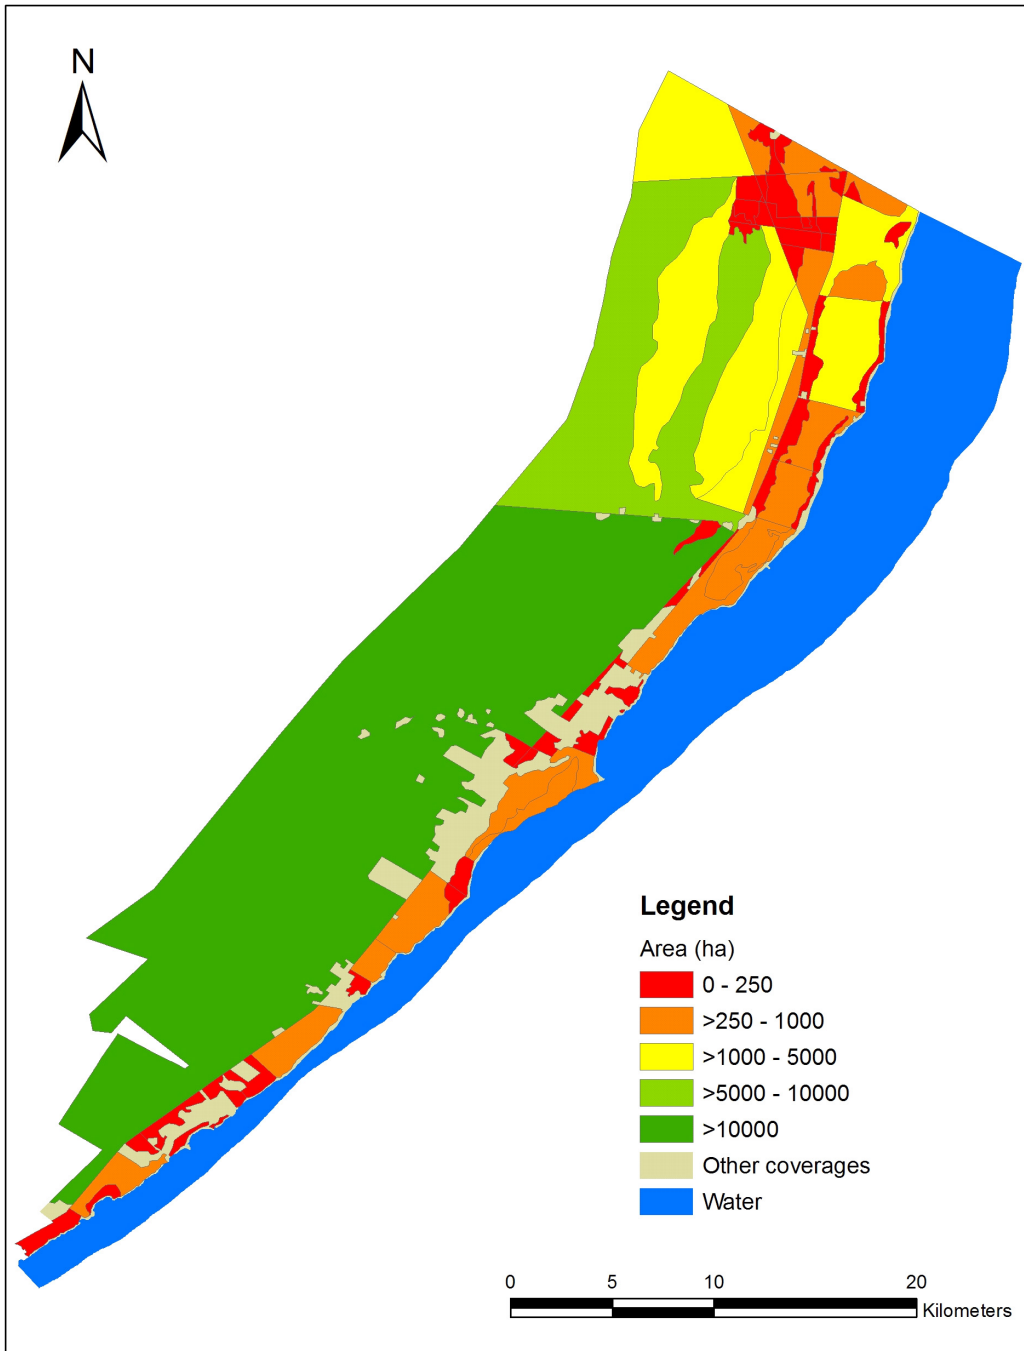 N
Legend
Area (ha)
0 - 250
>250 - 1000
>1000 - 5000
>5000 - 10000
>10000
Other coverages
Water
0 5 10 20
Kilometers